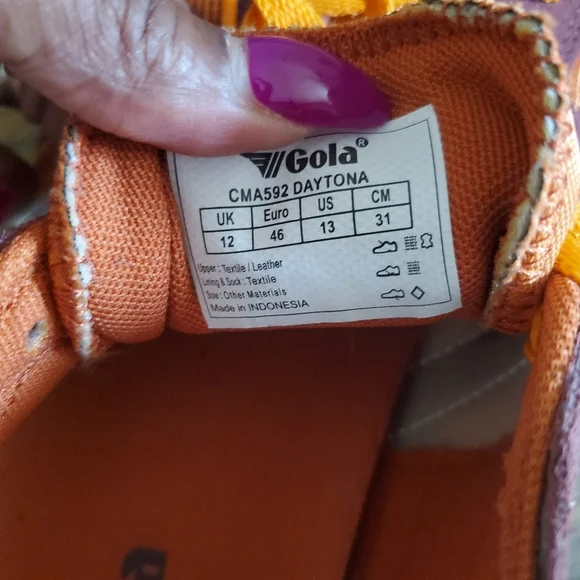 Gola®
CMA592 DAYTONA
UK Euro US CM
12 46 13 31
Upper : Textile / Leather
Lining & Sock : Textile
Sole : Other Materials
Made in INDONESIA